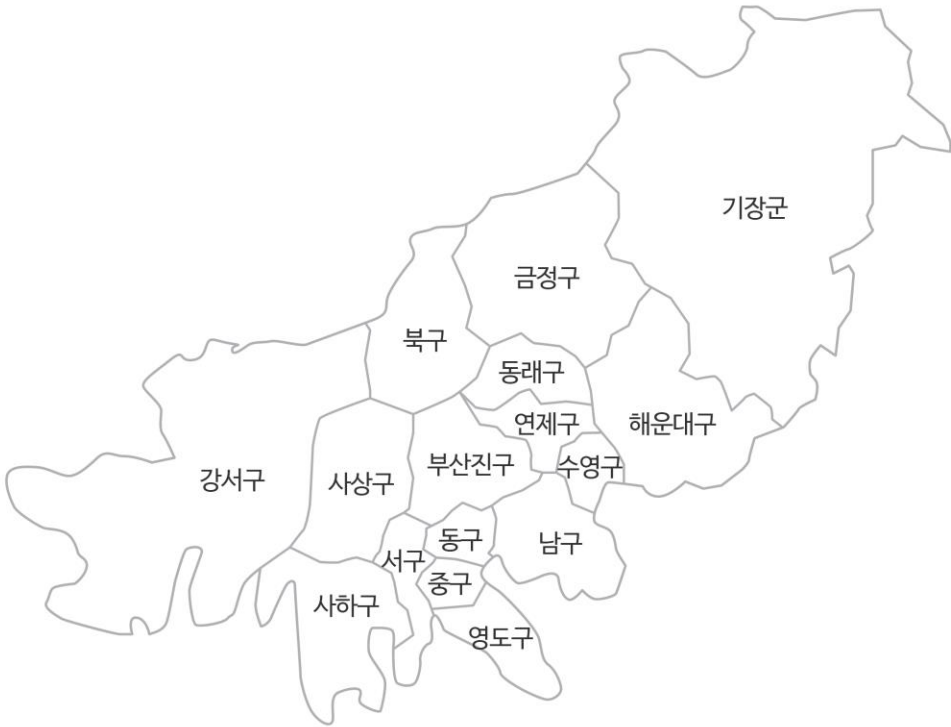 기장군
금정구
북구
동래구
연제구
해운대구
부산진구
수영구
강서구
사상구
동구
남구
서구
중구
사하구
영도구